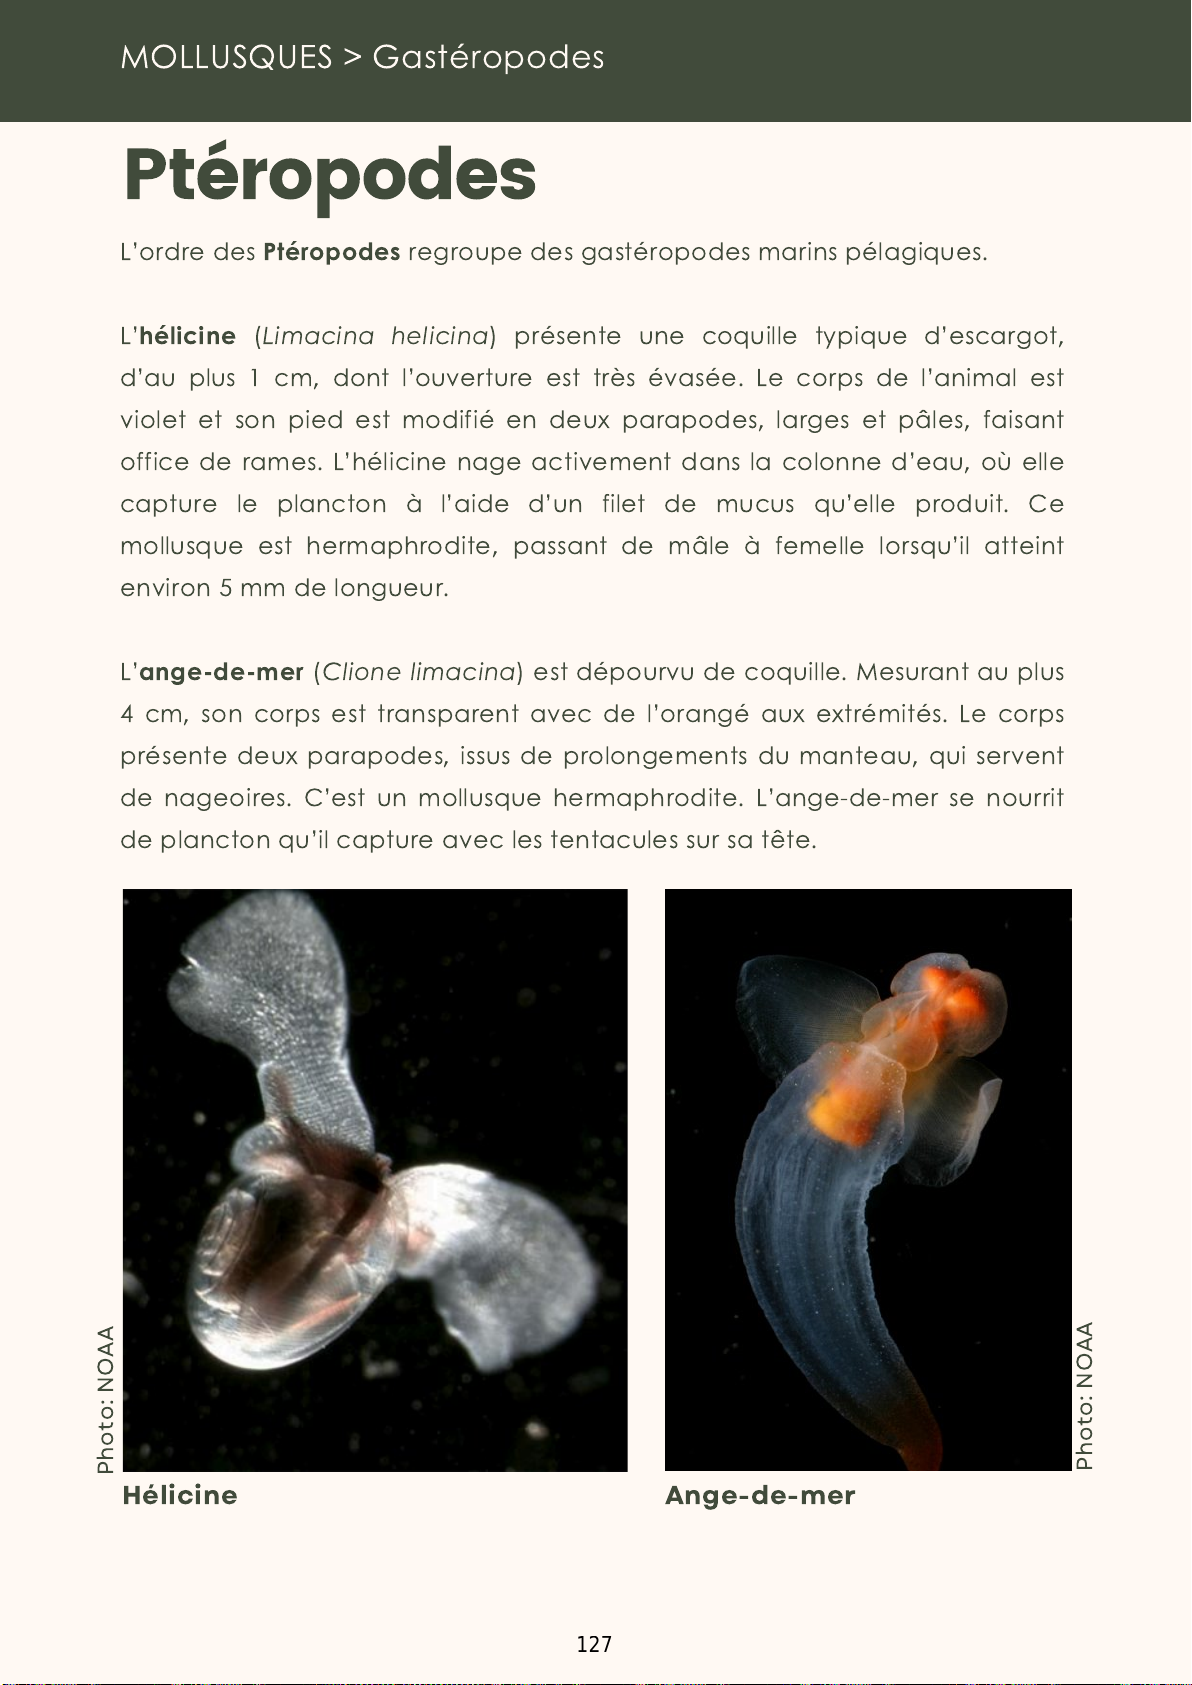 MOLLUSQUES > Gastéropodes
Ptéropodes
L'ordre des Ptéropodes regroupe des gastéropodes marins pélagiques.
L'hélicine (Limacina helicina) présente une coquille typique d'escargot,
d'au plus 1 cm, dont l'ouverture est très évasée. Le corps de l'animal est
violet et son pied est modifié en deux parapodes, larges et pâles, faisant
office de rames. L'hélicine nage activement dans la colonne d'eau, où elle
capture le plancton à l'aide d'un filet de mucus qu'elle produit. Ce
mollusque est hermaphrodite, passant de mâle à femelle lorsqu'il atteint
environ 5 mm de longueur.
L'ange-de-mer (Clione limacina) est dépourvu de coquille. Mesurant au plus
4 cm, son corps est transparent avec de l'orangé aux extrémités. Le corps
présente deux parapodes, issus de prolongements du manteau, qui servent
de nageoires. C'est un mollusque hermaphrodite. L'ange-de-mer se nourrit
de plancton qu'il capture avec les tentacules sur sa tête.
Photo: NOAA
Photo: NOAA
Hélicine
Ange-de-mer
127